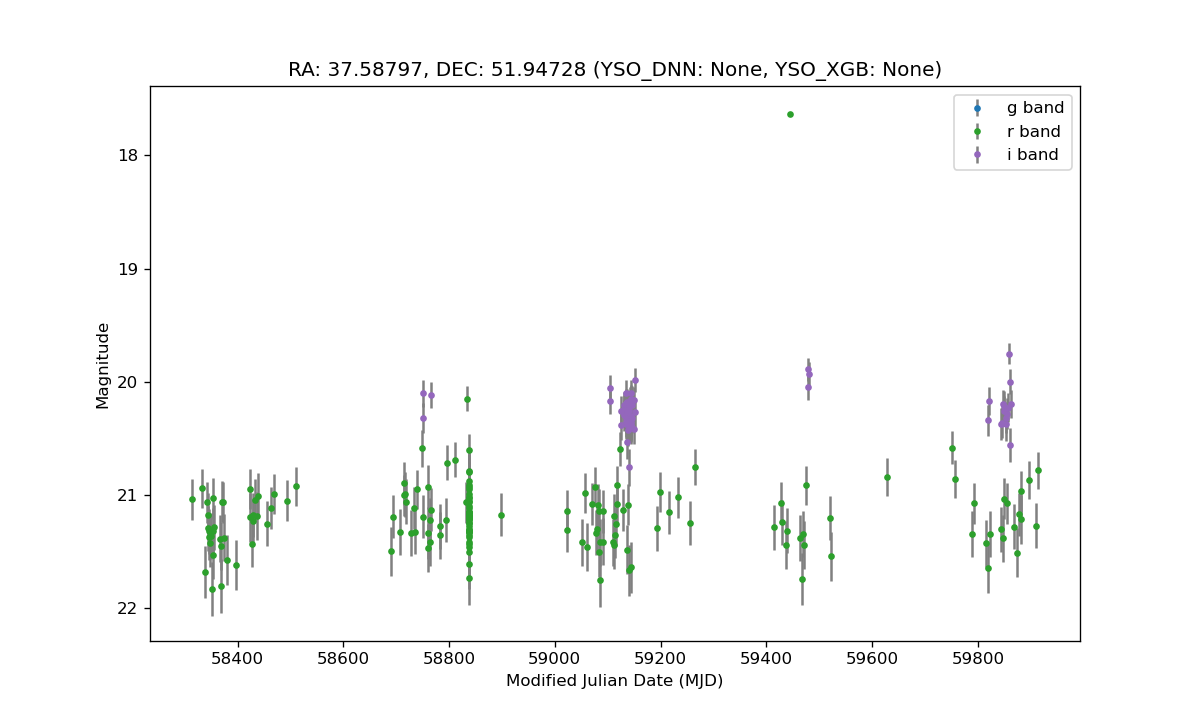 RA: 37.58797, DEC: 51.94728 (YSO_DNN: None, YSO_XGB: None)
g band
r band
i band
18
19
20
21
22
Magnitude
58400 58600 58800 59000 59200 59400 59600 59800
Modified Julian Date (MJD)